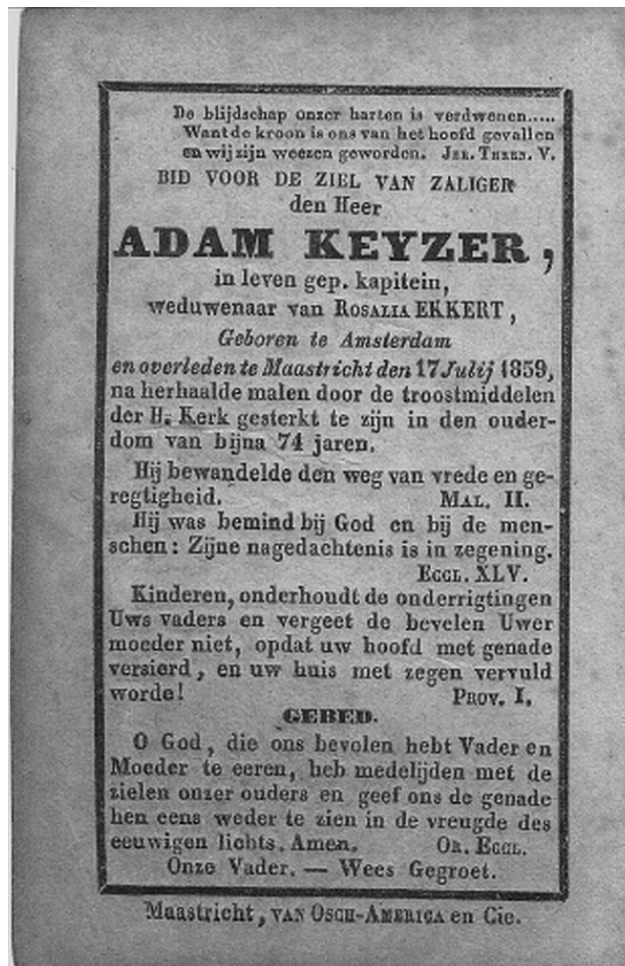 De blijdschap onzer harten is verdwenen.....
Want de kroon is ons van het hoofd gevallen
en wij zijn weezen geworden. JER. THREN. V.
BID VOOR DE ZIEL VAN ZALIGER
den Heer
ADAM KEYZER,
in leven gep. kapitein,
weduwenaar van ROSALIA EKKERT,
Geboren te Amsterdam
en overleden te Maastricht den 17 Julij 1859,
na herhaalde malen door de troostmiddelen
der H. Kerk gesterkt te zijn in den ouder-
dom van bijna 74 jaren.
Hij bewandelde den weg van vrede en ge-
regtigheid. MAL. II.
Hij was bemind bij God en bij de men-
schen: Zijne nagedachtenis is in zegening.
ECCL. XLV.
Kinderen, onderhoudt de onderrigtingen
Uws vaders en vergeet de bevelen Uwer
moeder niet, opdat uw hoofd met genade
versierd, en uw huis met zegen vervuld
worde! PROV. I.
GEBED.
O God, die ons bevolen hebt Vader en
Moeder te eeren, heb medelijden met de
zielen onzer ouders en geef ons de genade
hen eens weder te zien in de vreugde des
eeuwigen lichts. Amen. OR. ECCL.
Onze Vader. — Wees Gegroet.
Maastricht, VAN OSCH-AMERICA en Cie.